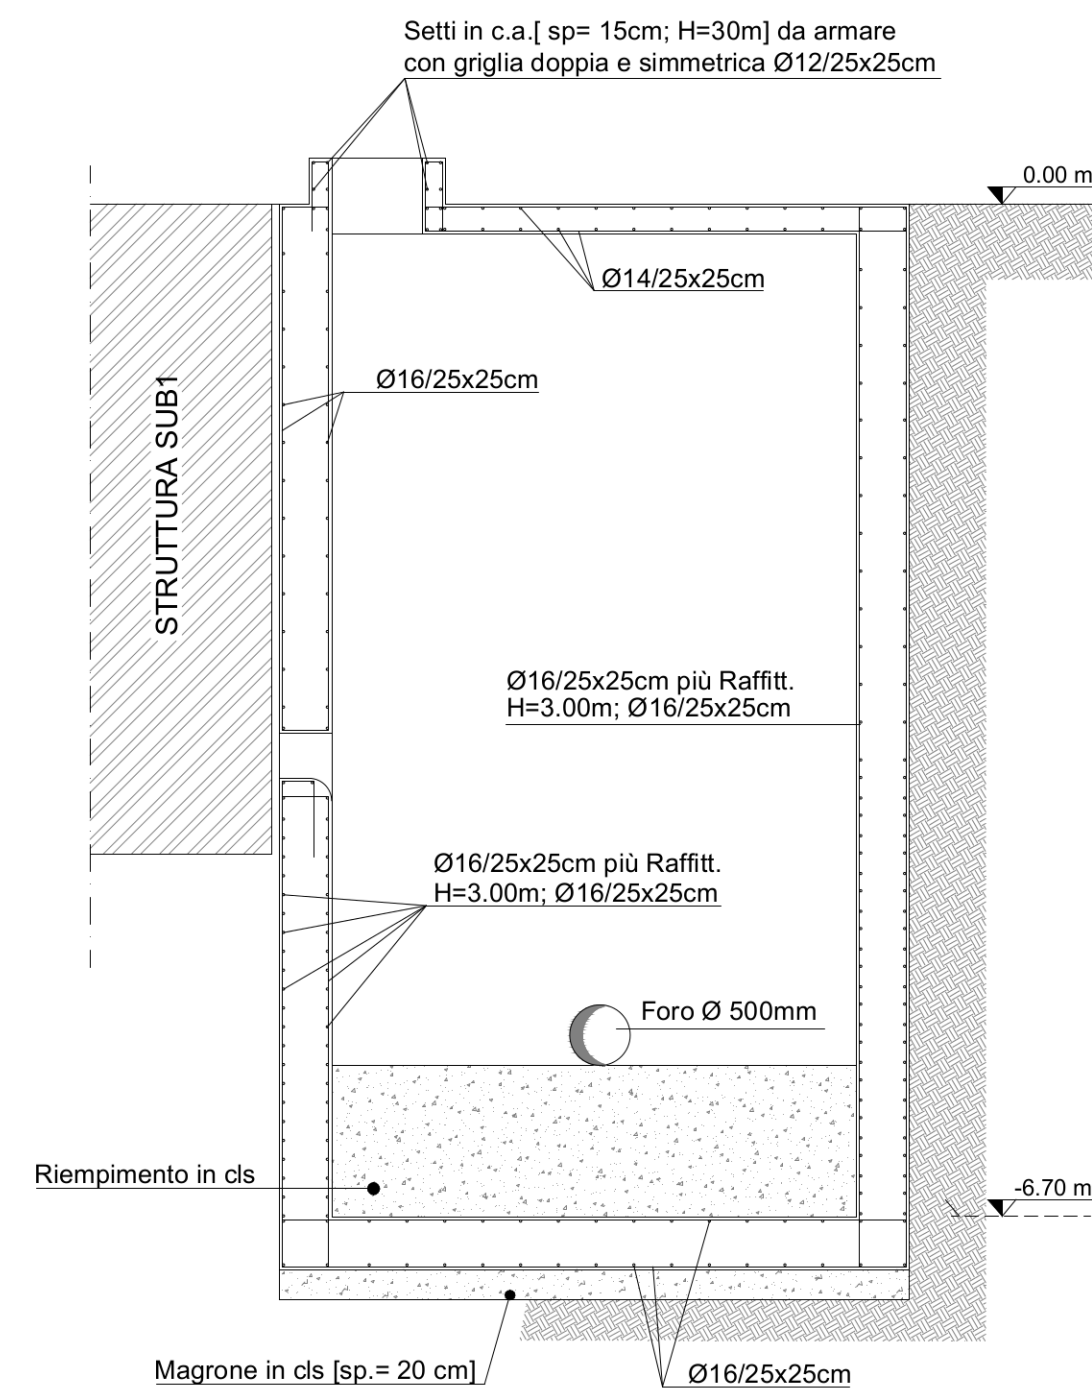 Setti in c.a.[ sp= 15cm; H=30m] da armare
con griglia doppia e simmetrica Ø12/25x25cm
0.00 m
Ø14/25x25cm
Ø16/25x25cm
STRUTTURA SUB1
Ø16/25x25cm più Raffitt.
H=3.00m; Ø16/25x25cm
Ø16/25x25cm più Raffitt.
H=3.00m; Ø16/25x25cm
Foro Ø 500mm
Riempimento in cls
-6.70 m
Magrone in cls [sp.= 20 cm]
Ø16/25x25cm